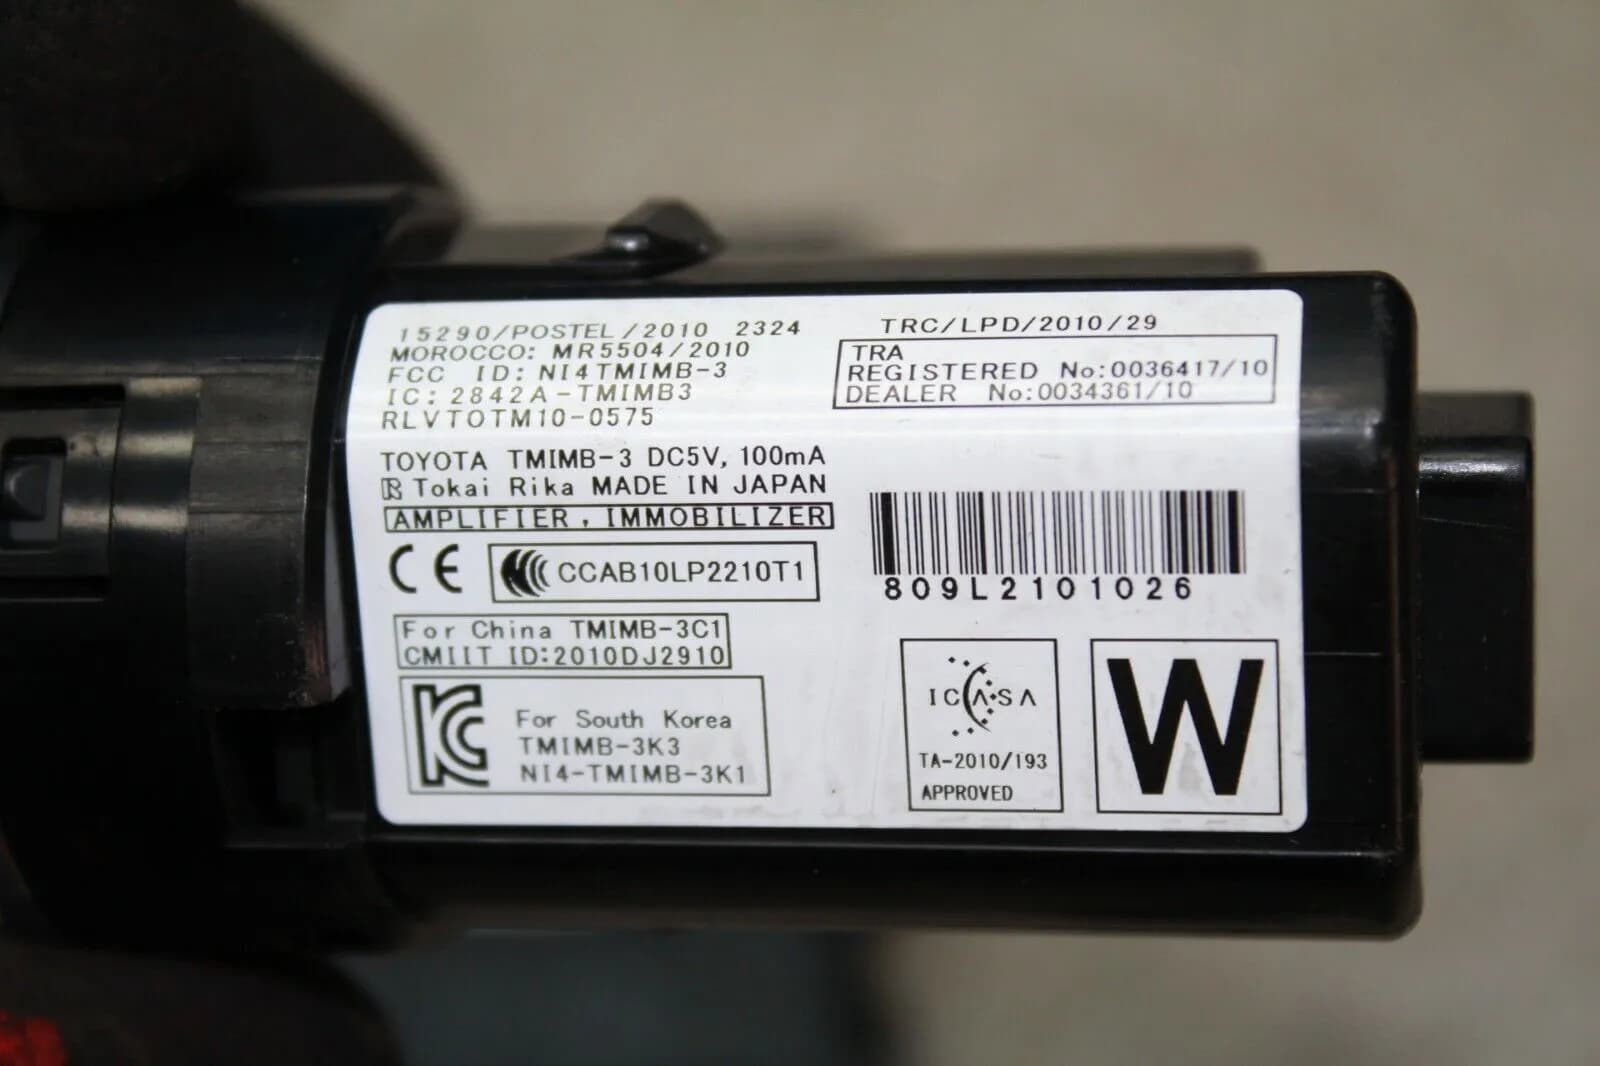 15290/POSTEL/2010 2324
MOROCCO: MR5504/2010
FCC ID: NI4TMIMB-3
IC: 2842A-TMIMB3
RLVTOTM10-0575
TRC/LPD/2010/29
TRA
REGISTERED No:0036417/10
DEALER No:0034361/10
TOYOTA TMIMB-3 DC5V, 100mA
Tokai Rika MADE IN JAPAN
AMPLIFIER, IMMOBILIZER
CE
CCAB10LP2210T1
For China TMIMB-3C1
CMIIT ID:2010DJ2910
KC
For South Korea
TMIMB-3K3
NI4-TMIMB-3K1
809L2101026
ICASA
TA-2010/193
APPROVED
W